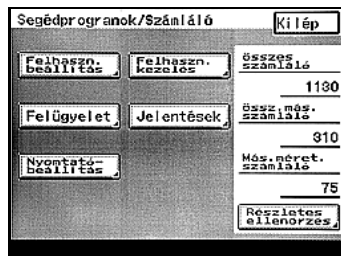 Segédprogramok/Számláló
Kilép
Felhaszn.
beállítás
Felhaszn.
kezelés
összes
számláló
1130
Felügyelet
Jelentések
össz.más.
számláló
310
Nyomtató-
beállítás
Más.méret.
számláló
75
Részletes
ellenőrzés